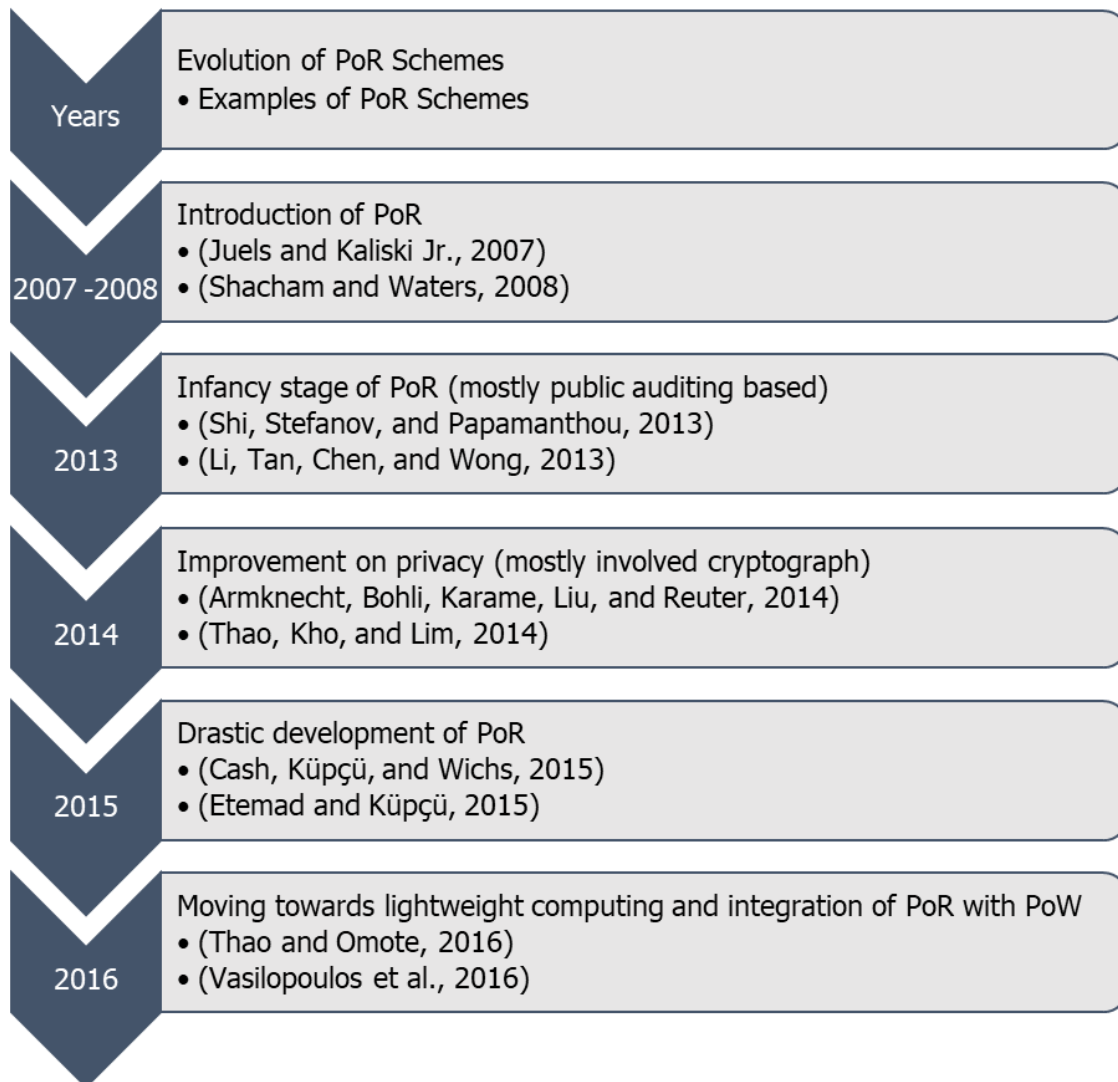 Years
Evolution of PoR Schemes
• Examples of PoR Schemes
2007 -2008
Introduction of PoR
• (Juels and Kaliski Jr., 2007)
• (Shacham and Waters, 2008)
2013
Infancy stage of PoR (mostly public auditing based)
• (Shi, Stefanov, and Papamanthou, 2013)
• (Li, Tan, Chen, and Wong, 2013)
2014
Improvement on privacy (mostly involved cryptograph)
• (Armknecht, Bohli, Karame, Liu, and Reuter, 2014)
• (Thao, Kho, and Lim, 2014)
2015
Drastic development of PoR
• (Cash, Küpçü, and Wichs, 2015)
• (Etemad and Küpçü, 2015)
2016
Moving towards lightweight computing and integration of PoR with PoW
• (Thao and Omote, 2016)
• (Vasilopoulos et al., 2016)